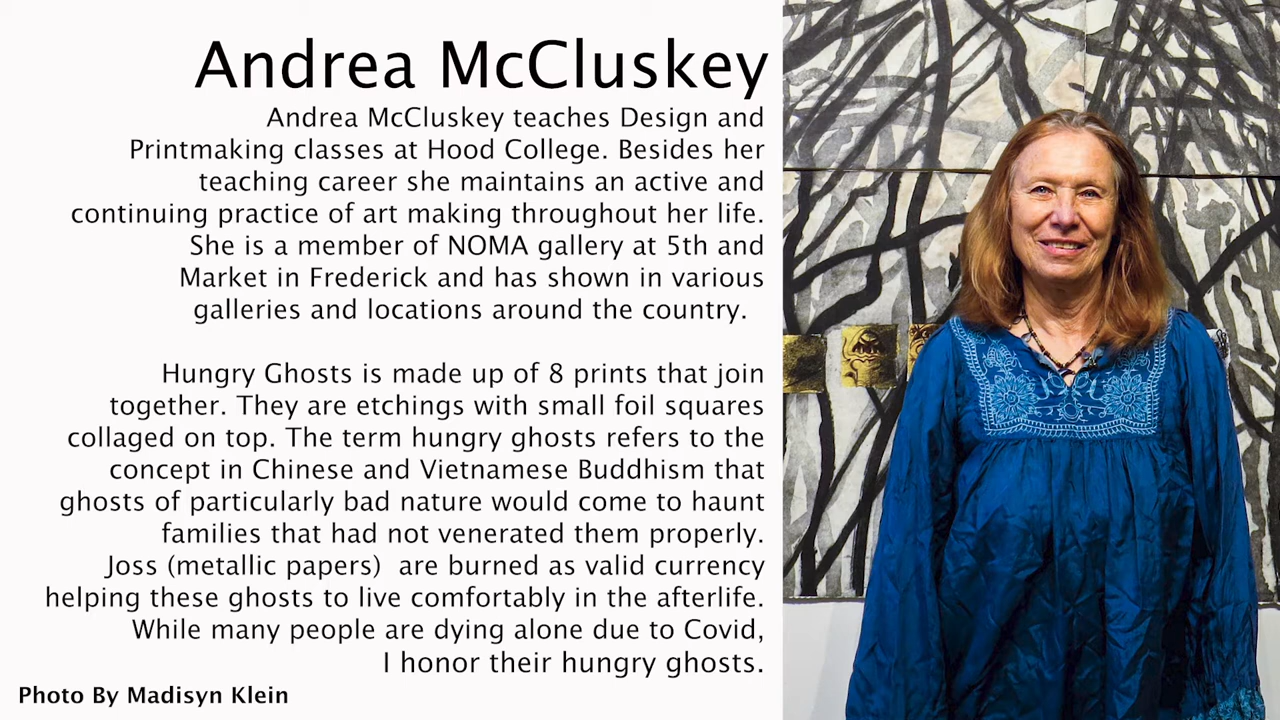 Andrea McCluskey
Andrea McCluskey teaches Design and
Printmaking classes at Hood College. Besides her
teaching career she maintains an active and
continuing practice of art making throughout her life.
She is a member of NOMA gallery at 5th and
Market in Frederick and has shown in various
galleries and locations around the country.
Hungry Ghosts is made up of 8 prints that join
together. They are etchings with small foil squares
collaged on top. The term hungry ghosts refers to the
concept in Chinese and Vietnamese Buddhism that
ghosts of particularly bad nature would come to haunt
families that had not venerated them properly.
Joss (metallic papers)  are burned as valid currency
helping these ghosts to live comfortably in the afterlife.
While many people are dying alone due to Covid,
I honor their hungry ghosts.
Photo By Madisyn Klein